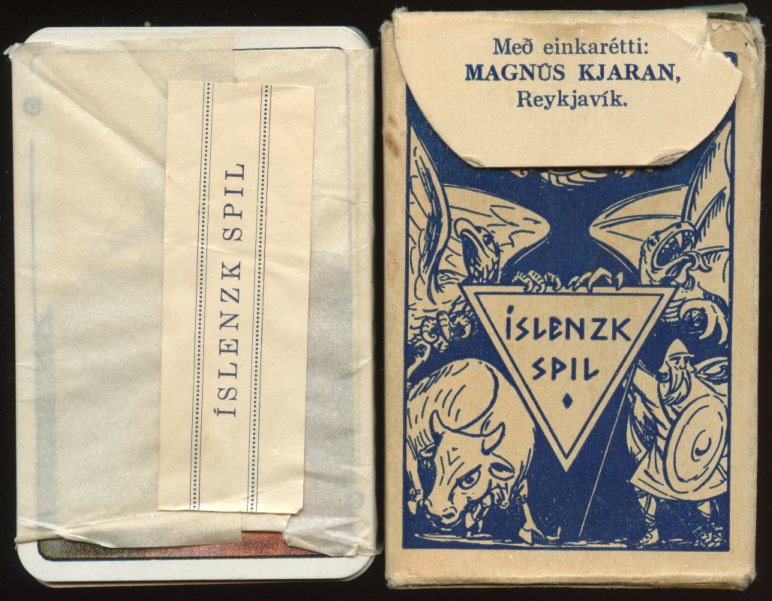 ÍSLENZK SPIL
Með einkarétti:
MAGNÚS KJARAN,
Reykjavík.
ÍSLENZK
SPIL